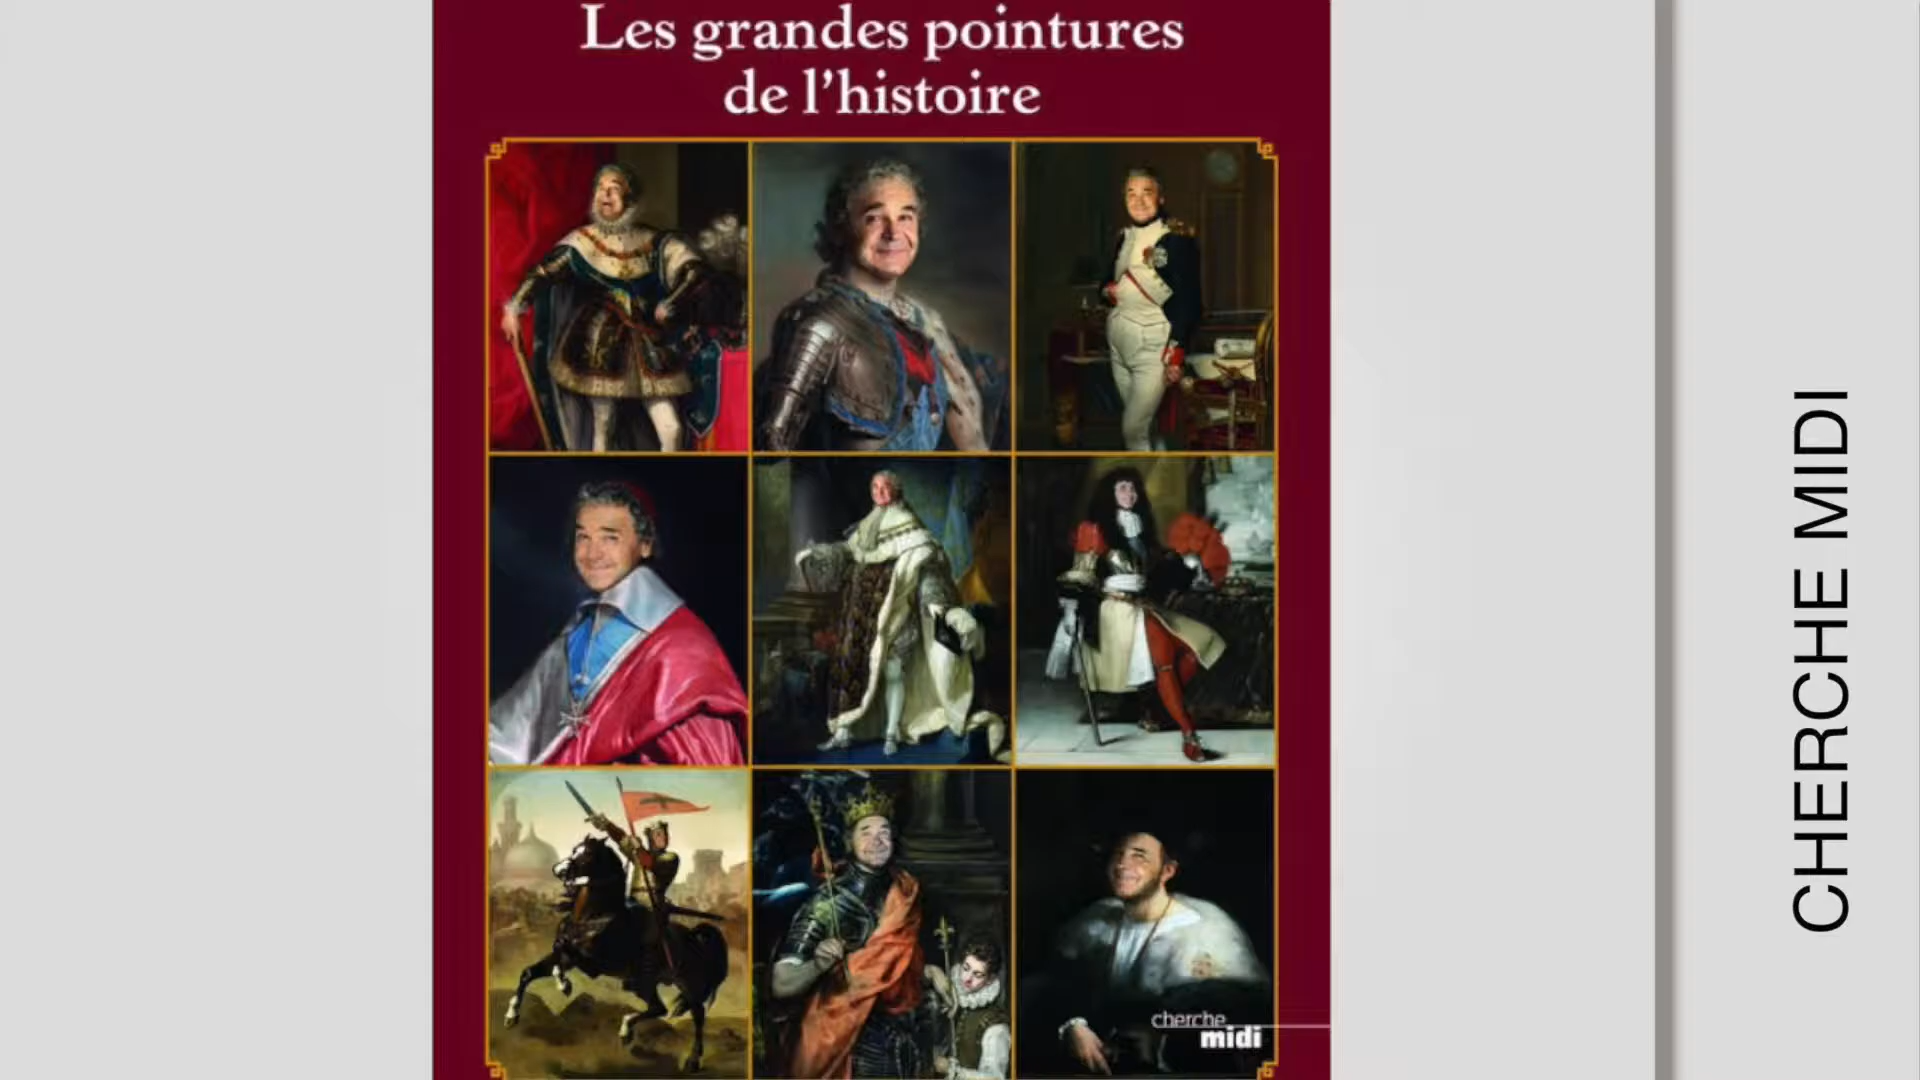 Les grandes pointures
de l’histoire
cherche
midi
CHERCHE MIDI